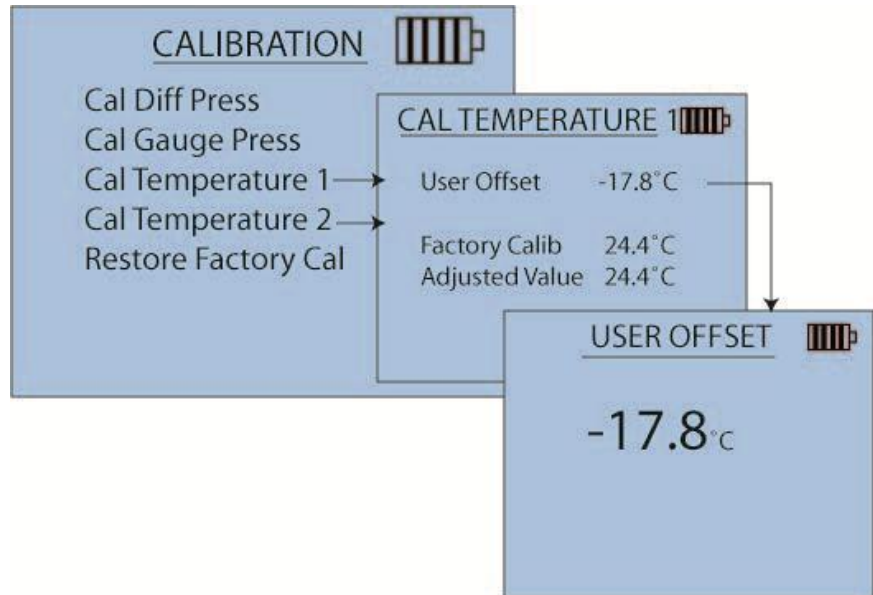 CALIBRATION
Cal Diff Press
Cal Gauge Press
Cal Temperature 1
Cal Temperature 2
Restore Factory Cal
CAL TEMPERATURE 1
User Offset -17.8°C
Factory Calib 24.4°C
Adjusted Value 24.4°C
USER OFFSET
-17.8°C